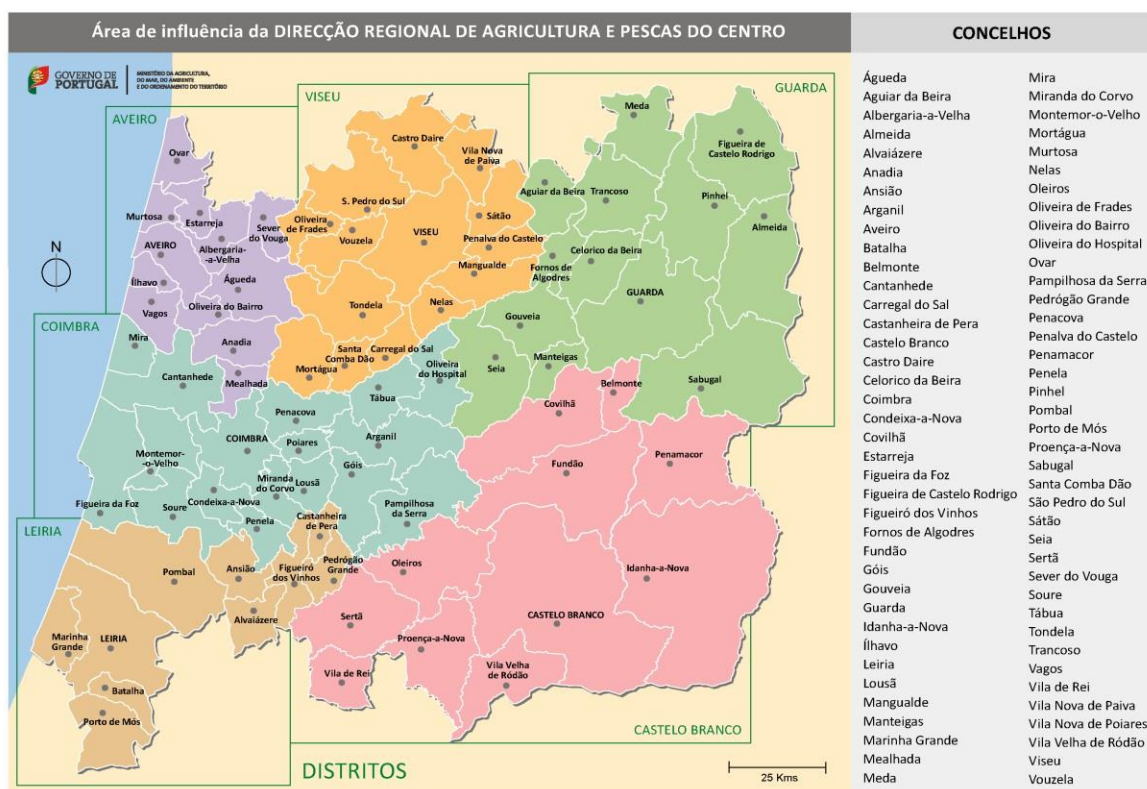 Área de influência da DIRECÇÃO REGIONAL DE AGRICULTURA E PESCAS DO CENTRO
GOVERNO DE
PORTUGAL
MINISTÉRIO DA AGRICULTURA,
DO MAR, DO AMBIENTE
E DO ORDENAMENTO DO TERRITÓRIO
VISEU
GUARDA
AVEIRO
Meda
Castro Daire
Figueira de
Castelo Rodrigo
Ovar
Vila Nova
de Paiva
Aguiar da Beira
Trancoso
Pinhel
S. Pedro do Sul
Murtosa
Estarreja
Sever
do Vouga
Oliveira
de Frades
Vouzela
Sátão
VISEU
Almeida
N
AVEIRO
Albergaria-
-a-Velha
Penalva do Castelo
Celorico da Beira
Mangualde
Fornos de
Algodres
Ílhavo
Águeda
GUARDA
Vagos
Oliveira do Bairro
Tondela
Nelas
COIMBRA
Gouveia
Mira
Anadia
Santa
Comba Dão
Carregal do Sal
Oliveira
do Hospital
Seia
Manteigas
Cantanhede
Mealhada
Mortágua
Tábua
Belmonte
Sabugal
Covilhã
Penacova
COIMBRA
Poiares
Arganil
Montemor-
-o-Velho
Góis
Fundão
Penamacor
Miranda
do Corvo
Lousã
Figueira da Foz
Condeixa-a-Nova
Soure
Penela
Castanheira
de Pera
Pampilhosa
da Serra
LEIRIA
Pombal
Ansião
Figueiró
dos Vinhos
Pedrógão
Grande
Oleiros
Idanha-a-Nova
Alvaiázere
Sertã
CASTELO BRANCO
Marinha
Grande
LEIRIA
Proença-a-Nova
Vila de Rei
Vila Velha
de Ródão
Batalha
Porto de Mós
CASTELO BRANCO
DISTRITOS
25 Kms
CONCELHOS
Águeda
Aguiar da Beira
Albergaria-a-Velha
Almeida
Alvaiázere
Anadia
Ansião
Arganil
Aveiro
Batalha
Belmonte
Cantanhede
Carregal do Sal
Castanheira de Pera
Castelo Branco
Castro Daire
Celorico da Beira
Coimbra
Condeixa-a-Nova
Covilhã
Estarreja
Figueira da Foz
Figueira de Castelo Rodrigo
Figueiró dos Vinhos
Fornos de Algodres
Fundão
Góis
Gouveia
Guarda
Idanha-a-Nova
Ílhavo
Leiria
Lousã
Mangualde
Manteigas
Marinha Grande
Mealhada
Meda
Mira
Miranda do Corvo
Montemor-o-Velho
Mortágua
Murtosa
Nelas
Oleiros
Oliveira de Frades
Oliveira do Bairro
Oliveira do Hospital
Ovar
Pampilhosa da Serra
Pedrógão Grande
Penacova
Penalva do Castelo
Penamacor
Penela
Pinhel
Pombal
Porto de Mós
Proença-a-Nova
Sabugal
Santa Comba Dão
São Pedro do Sul
Sátão
Seia
Sertã
Sever do Vouga
Soure
Tábua
Tondela
Trancoso
Vagos
Vila de Rei
Vila Nova de Paiva
Vila Nova de Poiares
Vila Velha de Ródão
Viseu
Vouzela